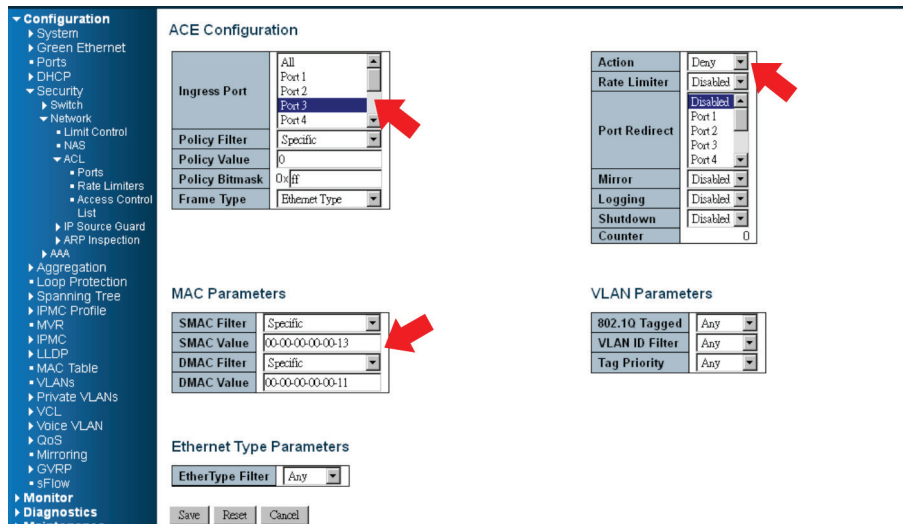 Configuration
System
Green Ethernet
Ports
DHCP
Security
Switch
Network
Limit Control
NAS
ACL
Ports
Rate Limiters
Access Control
List
IP Source Guard
ARP Inspection
AAA
Aggregation
Loop Protection
Spanning Tree
IPMC Profile
MVR
IPMC
LLDP
MAC Table
VLANs
Private VLANs
VCL
Voice VLAN
QoS
Mirroring
GVRP
sFlow
Monitor
Diagnostics
Maintenance
ACE Configuration
Ingress Port
All
Port 1
Port 2
Port 3
Port 4
Policy Filter Specific
Policy Value 0
Policy Bitmask 0xff
Frame Type Ethernet Type
Action Deny
Rate Limiter Disabled
Port Redirect
Disabled
Port 1
Port 2
Port 3
Port 4
Mirror Disabled
Logging Disabled
Shutdown Disabled
Counter 0
MAC Parameters
SMAC Filter Specific
SMAC Value 00-00-00-00-00-13
DMAC Filter Specific
DMAC Value 00-00-00-00-00-11
VLAN Parameters
802.1Q Tagged Any
VLAN ID Filter Any
Tag Priority Any
Ethernet Type Parameters
EtherType Filter Any
Save Reset Cancel